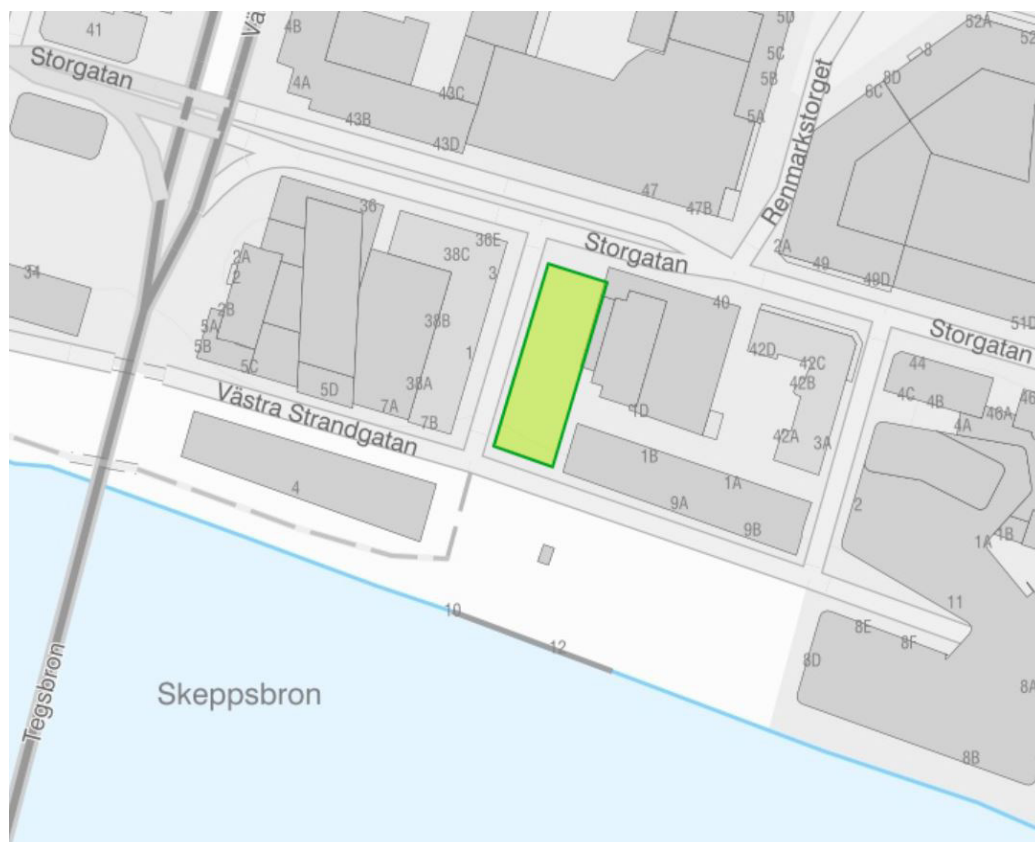 41
Storgatan
4B
4A
43C
43B
43D
5D
5C
5B
5A
52A
8
8D
6C
Renmarkstorget
47
47B
2A
49
49D
51D
Storgatan
Storgatan
36
36E
38C
3
2A
2
2B
5A
5B
5C
5D
38B
38A
1
7A
7B
34
Västra Strandgatan
40
42D
42C
42B
42A
3A
44
4C
4B
4A
46A
1B
1A
9A
9B
2
1A
1B
11
4
10
12
8E
8F
8D
8A
8B
Tegsbron
Skeppsbron